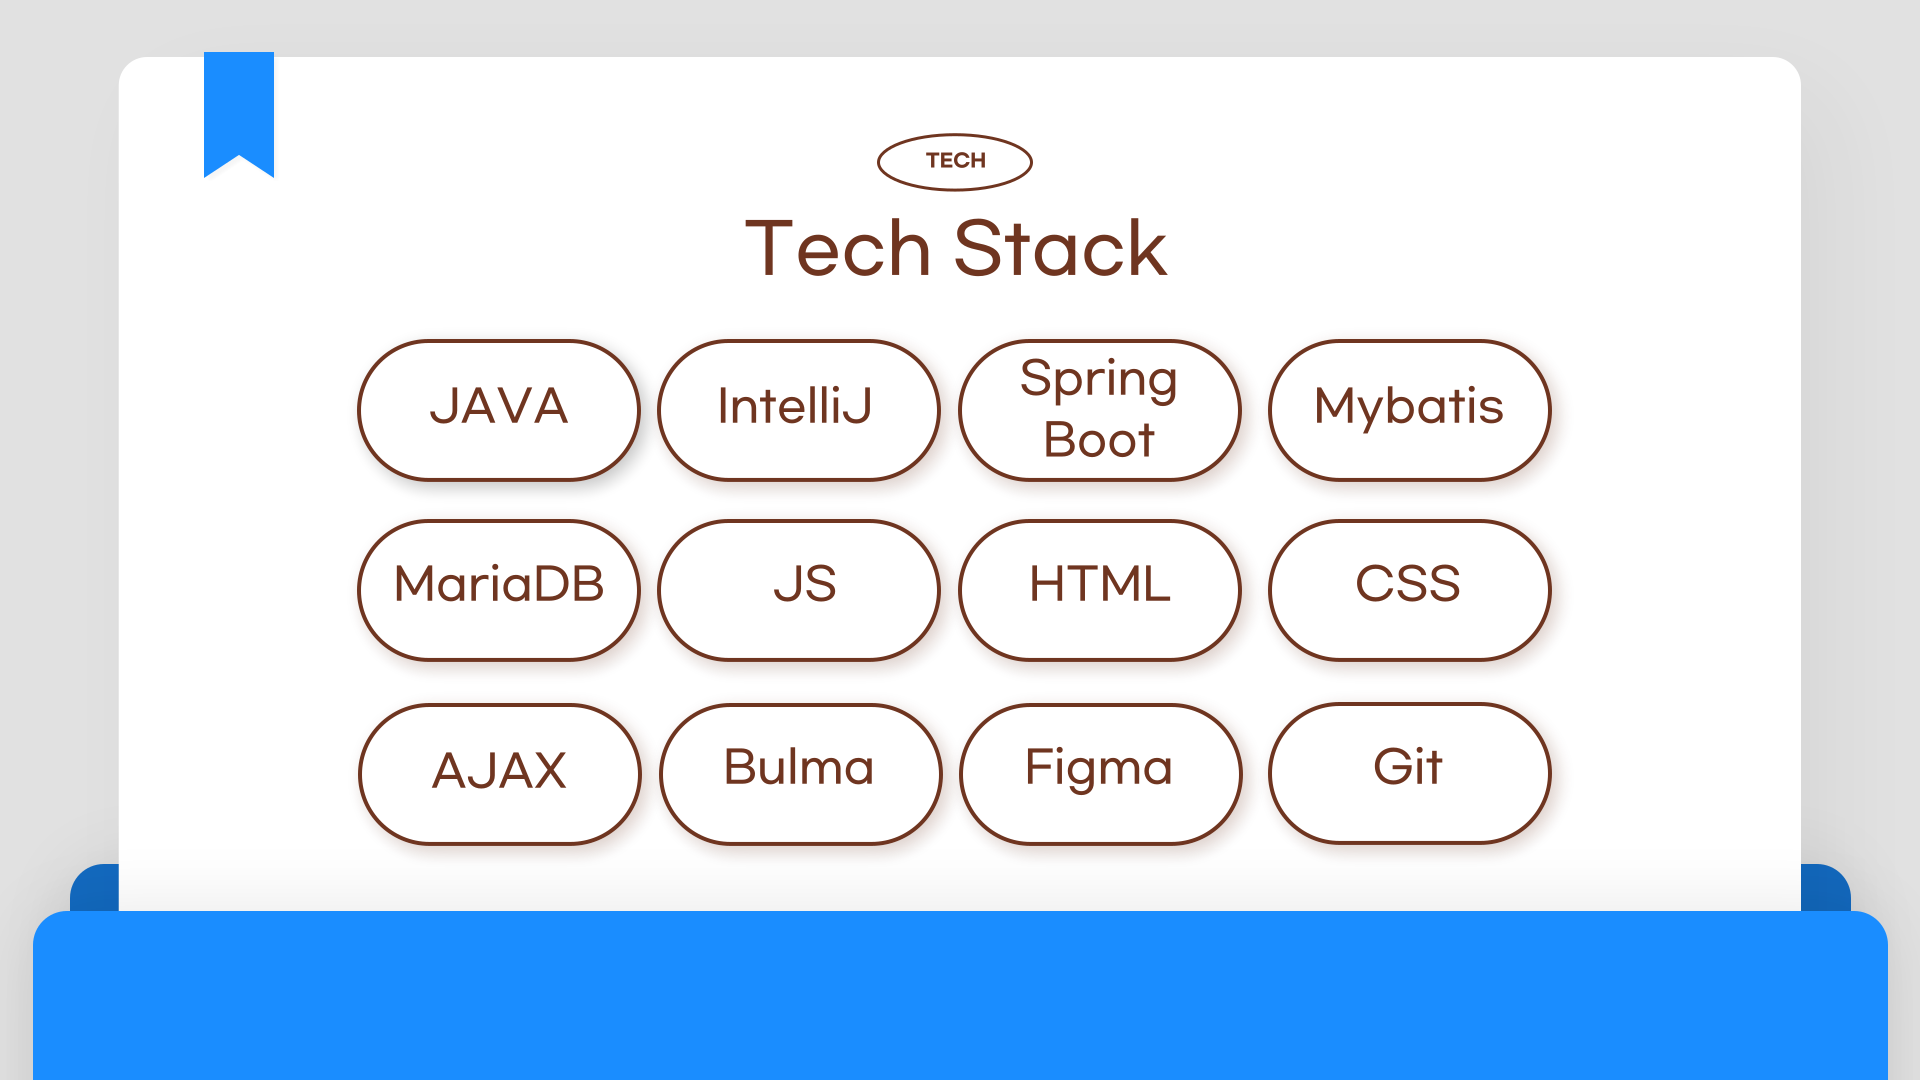 TECH
Tech Stack
JAVA
IntelliJ
Spring
Boot
Mybatis
MariaDB
JS
HTML
CSS
AJAX
Bulma
Figma
Git